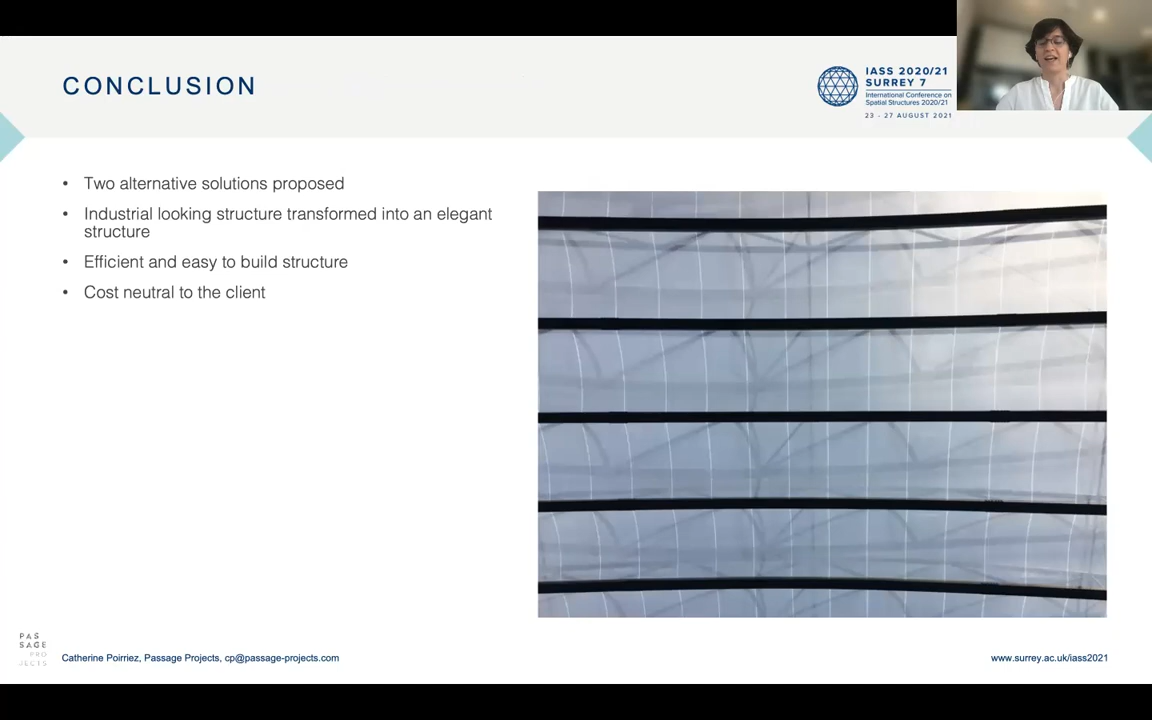 CONCLUSION
IASS 2020/21
SURREY 7
International Conference on
Spatial Structures 2020/21
23 - 27 AUGUST 2021
• Two alternative solutions proposed
• Industrial looking structure transformed into an elegant
structure
• Efficient and easy to build structure
• Cost neutral to the client
PAS
SAGE
PRO
JECTS
Catherine Poirriez, Passage Projects, cp@passage-projects.com
www.surrey.ac.uk/iass2021